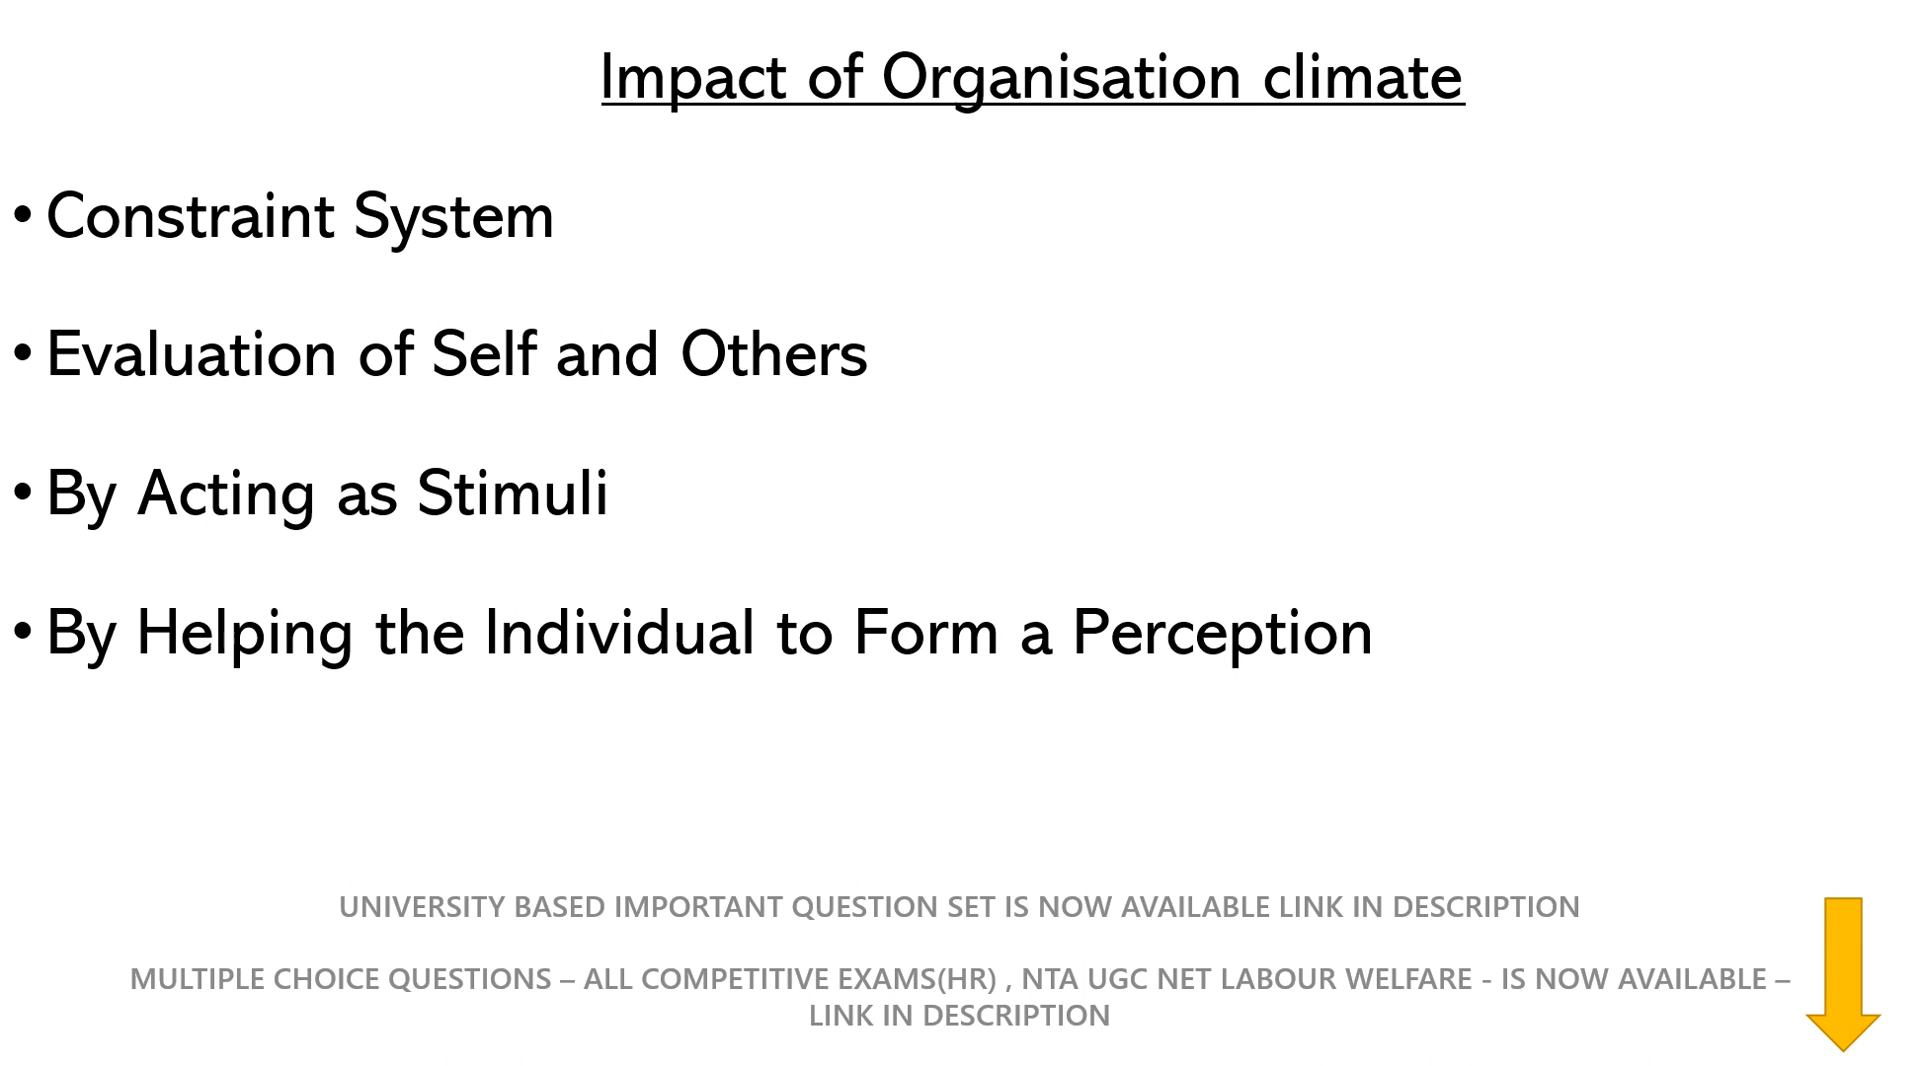 Impact of Organisation climate
• Constraint System
• Evaluation of Self and Others
• By Acting as Stimuli
• By Helping the Individual to Form a Perception
UNIVERSITY BASED IMPORTANT QUESTION SET IS NOW AVAILABLE LINK IN DESCRIPTION
MULTIPLE CHOICE QUESTIONS – ALL COMPETITIVE EXAMS(HR) , NTA UGC NET LABOUR WELFARE - IS NOW AVAILABLE –
LINK IN DESCRIPTION